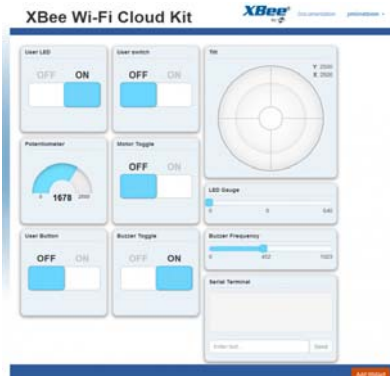 XBee Wi-Fi Cloud Kit
XBee
by
Documentation
User LED
OFF ON
User switch
OFF ON
Tilt
Y 2500
X 2505
Potentiometer
0 1678 2500
Motor Toggle
OFF ON
LED Gauge
0 0 640
User Button
OFF ON
Buzzer Toggle
OFF ON
Buzzer Frequency
0 452 1023
Serial Terminal
Enter text...
Send
Add Widget